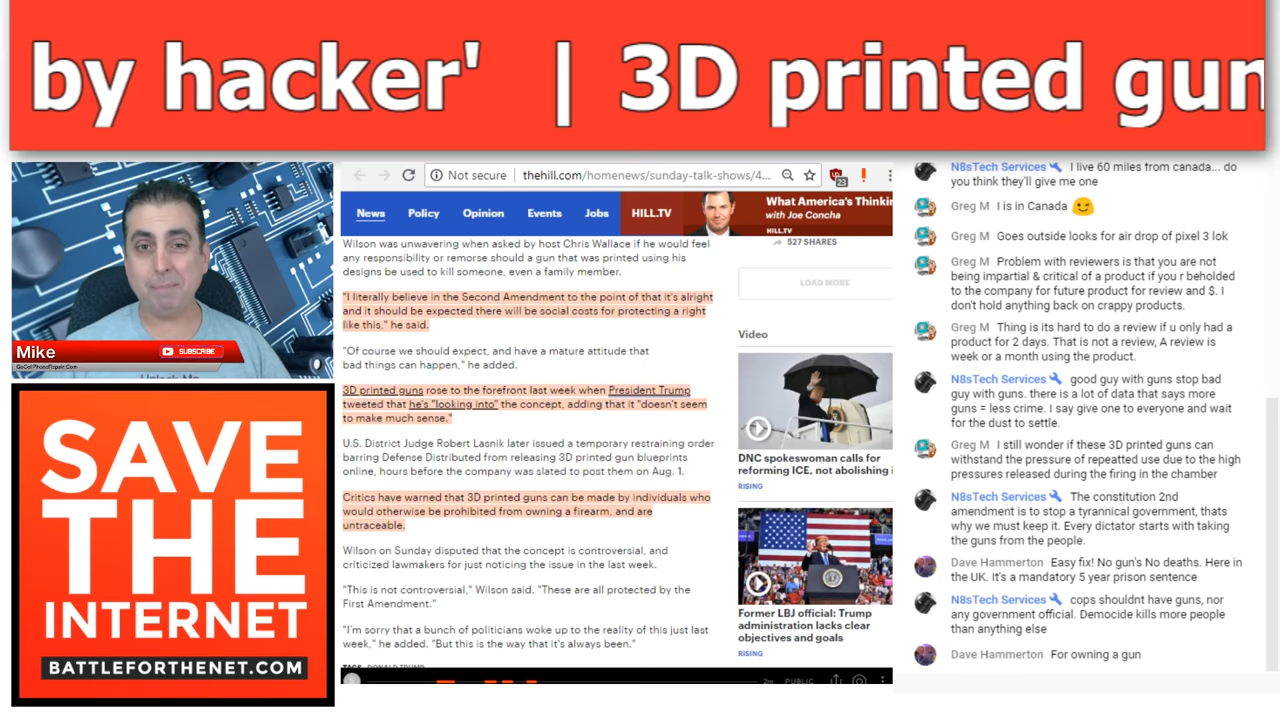 by hacker' | 3D printed gun
Mike
SUBSCRIBE
GoCellPhoneRepair.Com
SAVE
THE
INTERNET
BATTLEFORTHENET.COM
Not secure | thehill.com/homenews/sunday-talk-shows/4...
23
News Policy Opinion Events Jobs HILL.TV
What America's Thinkin
with Joe Concha
HILL.TV
527 SHARES
Wilson was unwavering when asked by host Chris Wallace if he would feel
any responsibility or remorse should a gun that was printed using his
designs be used to kill someone, even a family member.
"I literally believe in the Second Amendment to the point of that it's alright
and it should be expected there will be social costs for protecting a right
like this," he said.
"Of course we should expect, and have a mature attitude that
bad things can happen," he added.
3D printed guns rose to the forefront last week when President Trump
tweeted that he's "looking into" the concept, adding that it "doesn't seem
to make much sense."
U.S. District Judge Robert Lasnik later issued a temporary restraining order
barring Defense Distributed from releasing 3D printed gun blueprints
online, hours before the company was slated to post them on Aug. 1.
Critics have warned that 3D printed guns can be made by individuals who
would otherwise be prohibited from owning a firearm, and are
untraceable.
Wilson on Sunday disputed that the concept is controversial, and
criticized lawmakers for just noticing the issue in the last week.
"This is not controversial," Wilson said. "These are all protected by the
First Amendment."
"I'm sorry that a bunch of politicians woke up to the reality of this just last
week," he added. "But this is the way that it's always been."
TAGS DONALD TRUMP
LOAD MORE
Video
DNC spokeswoman calls for
reforming ICE, not abolishing i
RISING
Former LBJ official: Trump
administration lacks clear
objectives and goals
RISING
2m PUBLIC
N8sTech Services I live 60 miles from canada... do
you think they'll give me one
Greg M I is in Canada 😉
Greg M Goes outside looks for air drop of pixel 3 lok
Greg M Problem with reviewers is that you are not
being impartial & critical of a product if you r beholded
to the company for future product for review and $. I
don't hold anything back on crappy products.
Greg M Thing is its hard to do a review if u only had a
product for 2 days. That is not a review, A review is
week or a month using the product.
N8sTech Services good guy with guns stop bad
guy with guns. there is a lot of data that says more
guns = less crime. I say give one to everyone and wait
for the dust to settle.
Greg M I still wonder if these 3D printed guns can
withstand the pressure of repeatted use due to the high
pressures released during the firing in the chamber
N8sTech Services The constitution 2nd
amendment is to stop a tyrannical government, thats
why we must keep it. Every dictator starts with taking
the guns from the people.
Dave Hammerton Easy fix! No gun's No deaths. Here in
the UK. It's a mandatory 5 year prison sentence
N8sTech Services cops shouldnt have guns, nor
any government official. Democide kills more people
than anything else
Dave Hammerton For owning a gun